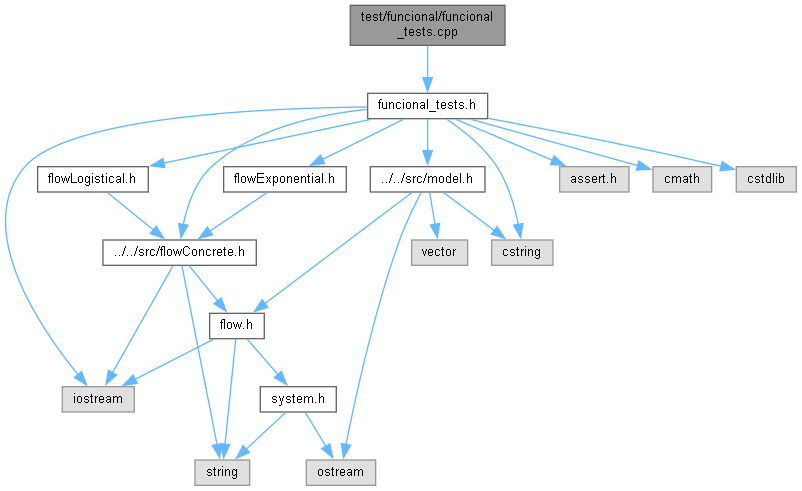 test/funcional/funcional
_tests.cpp
funcional_tests.h
flowLogistical.h
flowExponential.h
../../src/model.h
assert.h
cmath
cstdlib
../../src/flowConcrete.h
vector
cstring
flow.h
iostream
system.h
string
ostream